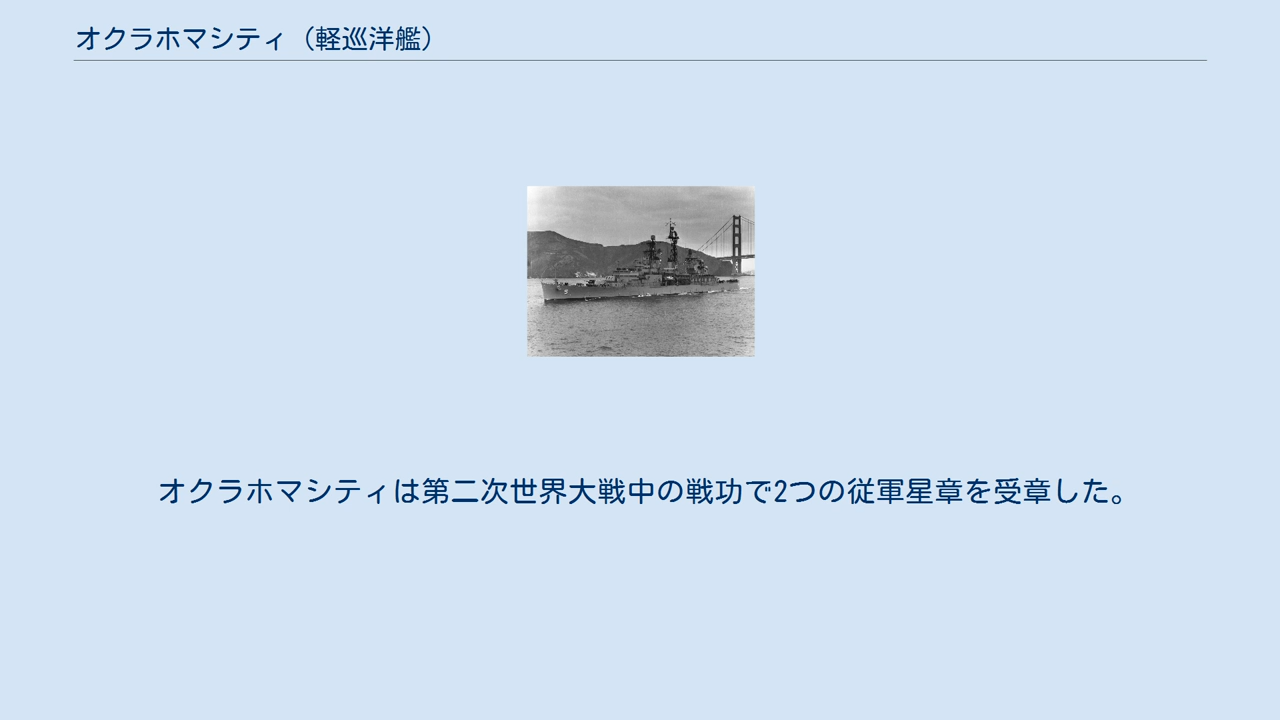 オクラホマシティ（軽巡洋艦）
オクラホマシティは第二次世界大戦中の戦功で2つの従軍星章を受章した。